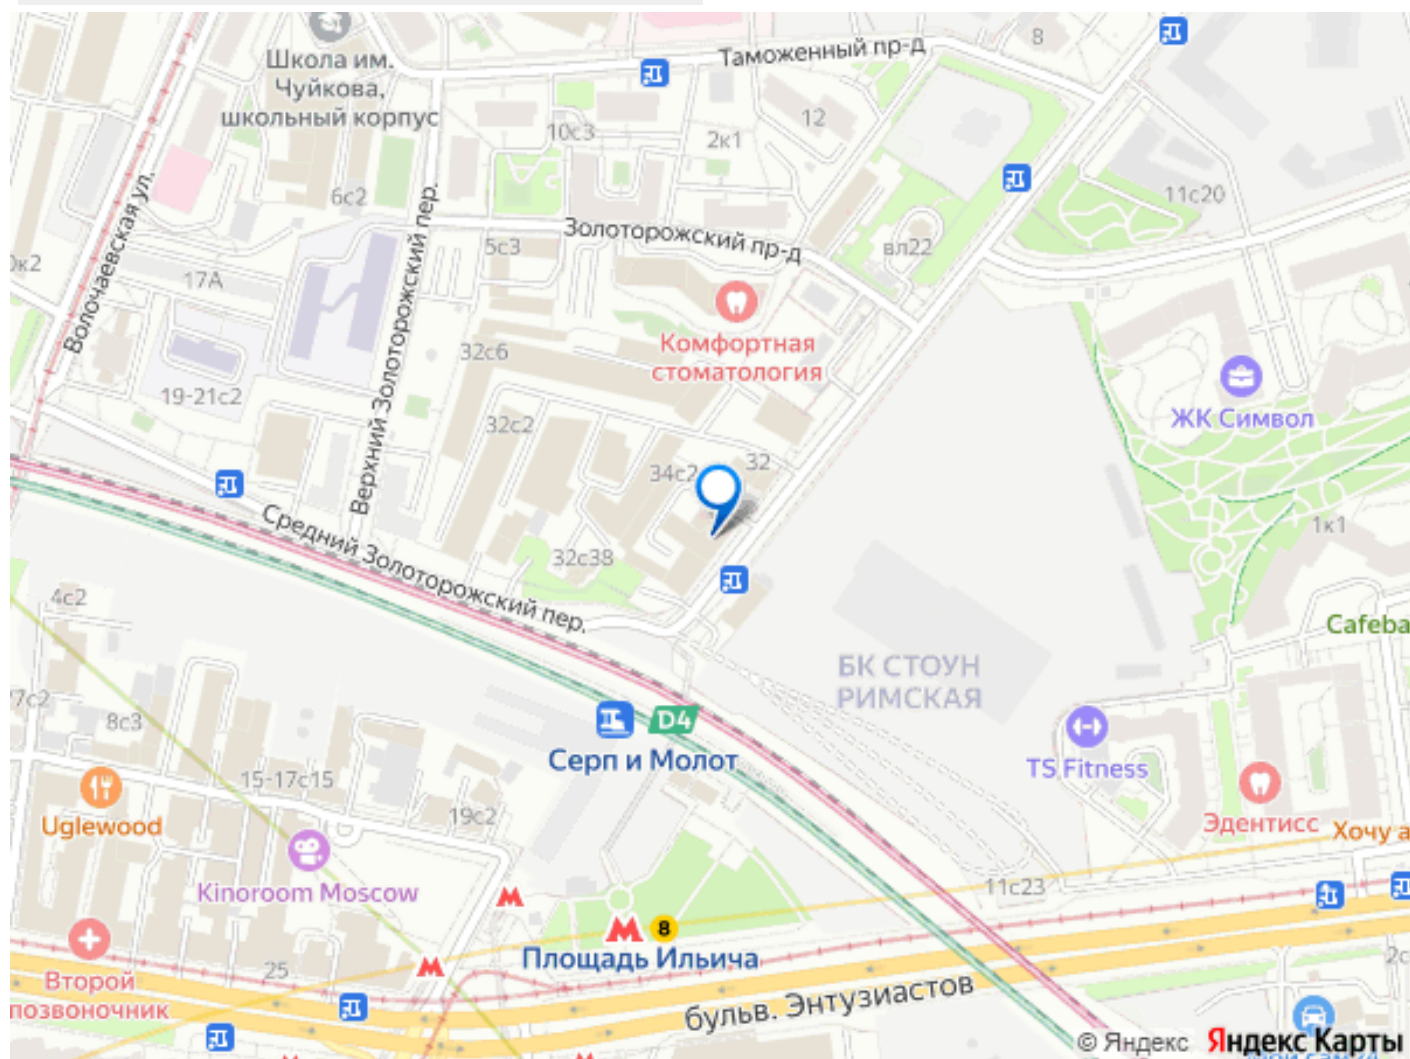 Таможенный пр-д
8
Школа им.
Чуйкова,
школьный корпус
10с3
2к1
12
11с20
6с2
Волочаевская ул.
Верхний Золоторожский пер.
Золоторожский пр-д
5с3
вл22
17А
Комфортная
стоматология
32с6
ЖК Символ
19-21с2
32с2
34с2
32
1к1
Средний Золоторожский пер.
32с38
4с2
Cafeba
БК СТОУН
РИМСКАЯ
7с2
8с3
D4
Серп и Молот
TS Fitness
15-17с15
19с2
Uglewood
Эдентисс
Хочу а
Kinoroom Moscow
11с23
8
Площадь Ильича
Второй
позвоночник
25
бульв. Энтузиастов
2с
© Яндекс Яндекс Карты